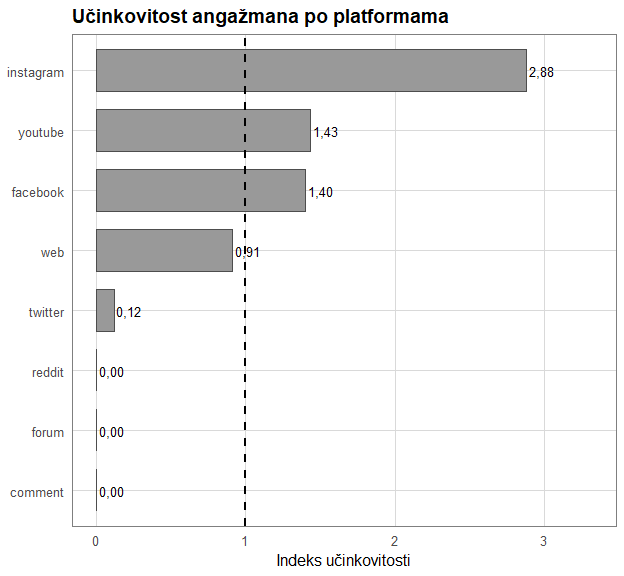 Učinkovitost angažmana po platformama
instagram 2,88
youtube 1,43
facebook 1,40
web 0,91
twitter 0,12
reddit 0,00
forum 0,00
comment 0,00
0 1 2 3
Indeks učinkovitosti